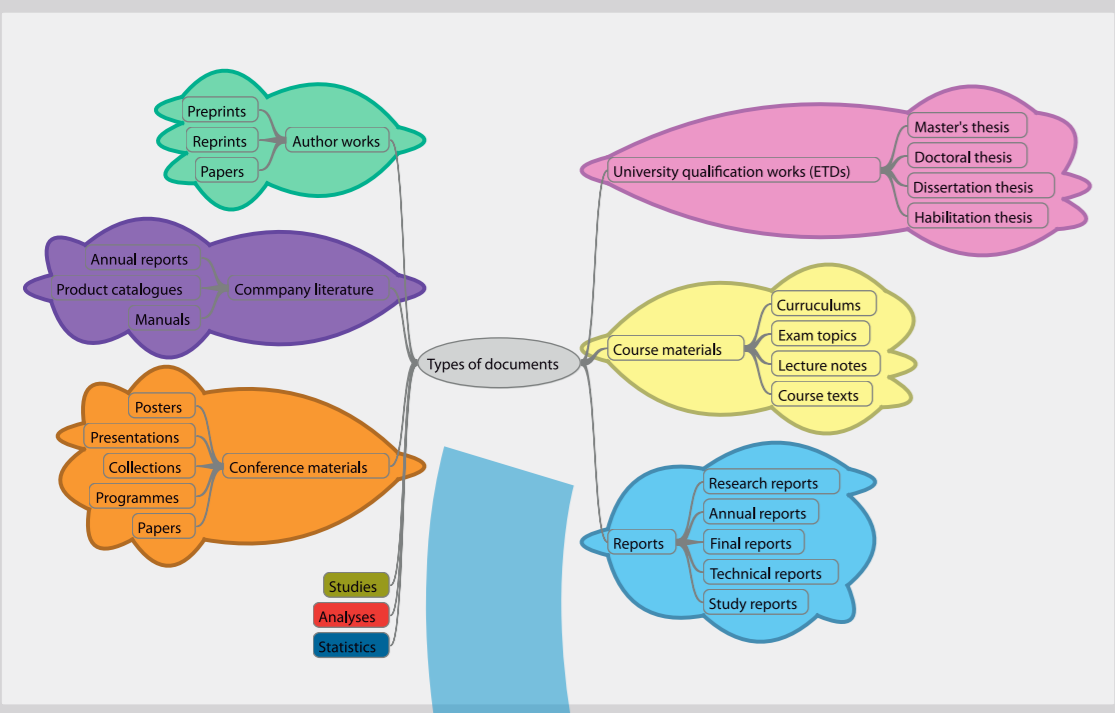 Preprints
Reprints
Papers
Author works
Annual reports
Product catalogues
Manuals
Commpany literature
Posters
Presentations
Collections
Programmes
Papers
Conference materials
Studies
Analyses
Statistics
Types of documents
University qualification works (ETDs)
Master's thesis
Doctoral thesis
Dissertation thesis
Habilitation thesis
Course materials
Curruculums
Exam topics
Lecture notes
Course texts
Reports
Research reports
Annual reports
Final reports
Technical reports
Study reports